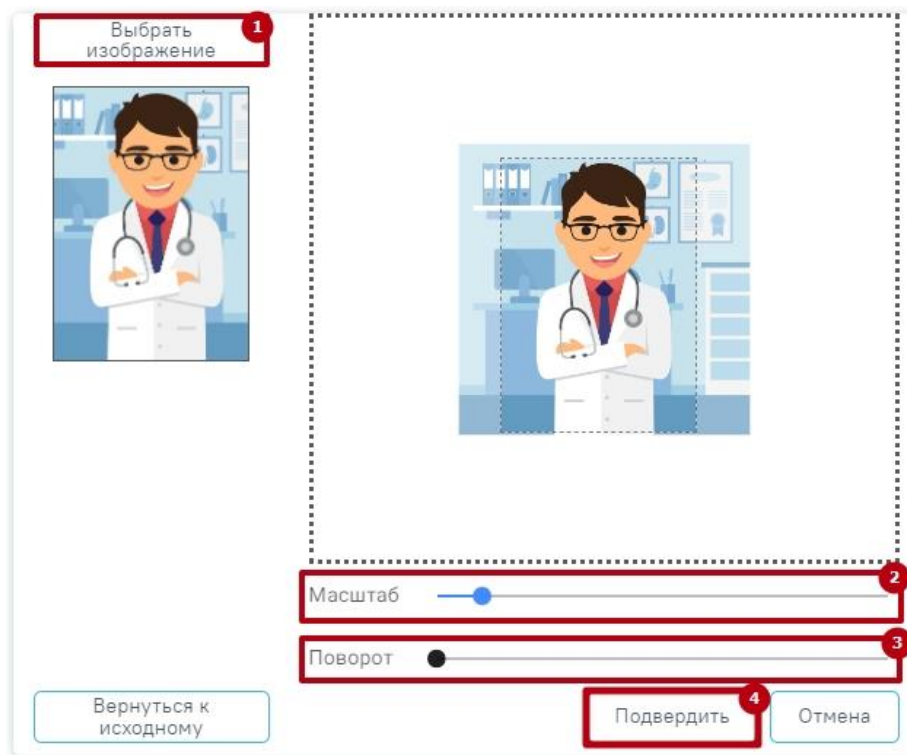 Выбрать
изображение
1
2
Масштаб
3
Поворот
4
Вернуться к
исходному
Подвердить
Отмена